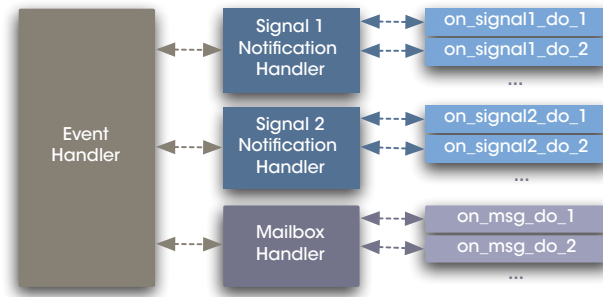 Event
Handler
Signal 1
Notification
Handler
on_signal1_do_1
on_signal1_do_2
...
Signal 2
Notification
Handler
on_signal2_do_1
on_signal2_do_2
...
Mailbox
Handler
on_msg_do_1
on_msg_do_2
...